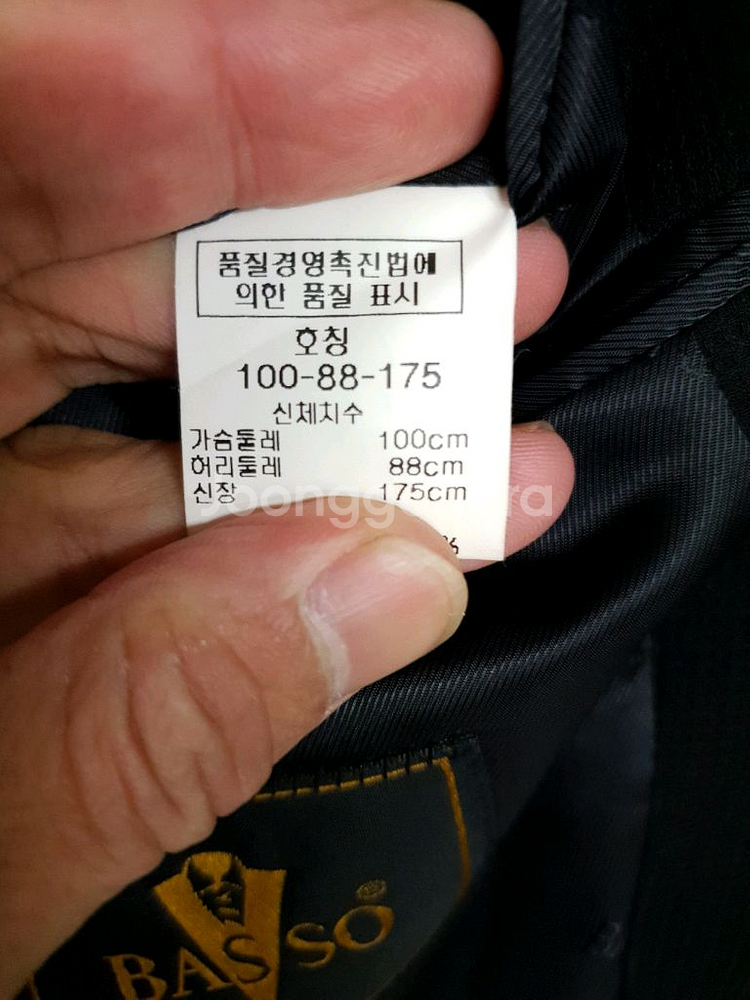 품질경영촉진법에
의한 품질 표시
호칭
100-88-175
신체치수
가슴둘레 100cm
허리둘레 88cm
신장 175cm
%
BASSO